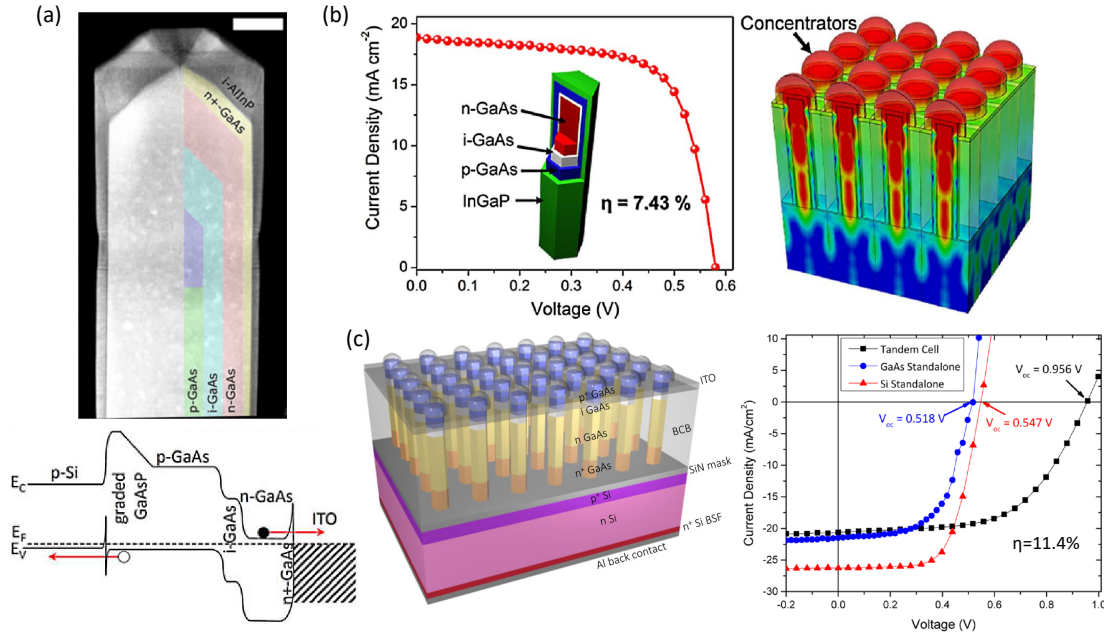 (a)
i-AlInP
n+-GaAs
p-GaAs
i-GaAs
n-GaAs
p-Si
p-GaAs
n-GaAs
ITO
E_C
E_F
E_V
graded
GaAsP
i-GaAs
n+-GaAs
(b)
20
15
10
5
0
0.0 0.1 0.2 0.3 0.4 0.5 0.6
Current Density (mA cm⁻²)
Voltage (V)
n-GaAs
i-GaAs
p-GaAs
InGaP
η = 7.43 %
Concentrators
(c)
ITO
p⁺ GaAs
i GaAs
BCB
n GaAs
n⁺ GaAs
SiN mask
p⁺ Si
n Si
n⁺ Si BSF
Al back contact
Tandem Cell
GaAs Standalone
Si Standalone
V_oc = 0.956 V
V_oc = 0.518 V
V_oc = 0.547 V
η=11.4%
10
5
0
-5
-10
-15
-20
-25
-30
-0.2 0.0 0.2 0.4 0.6 0.8 1.0
Current Density (mA/cm²)
Voltage (V)